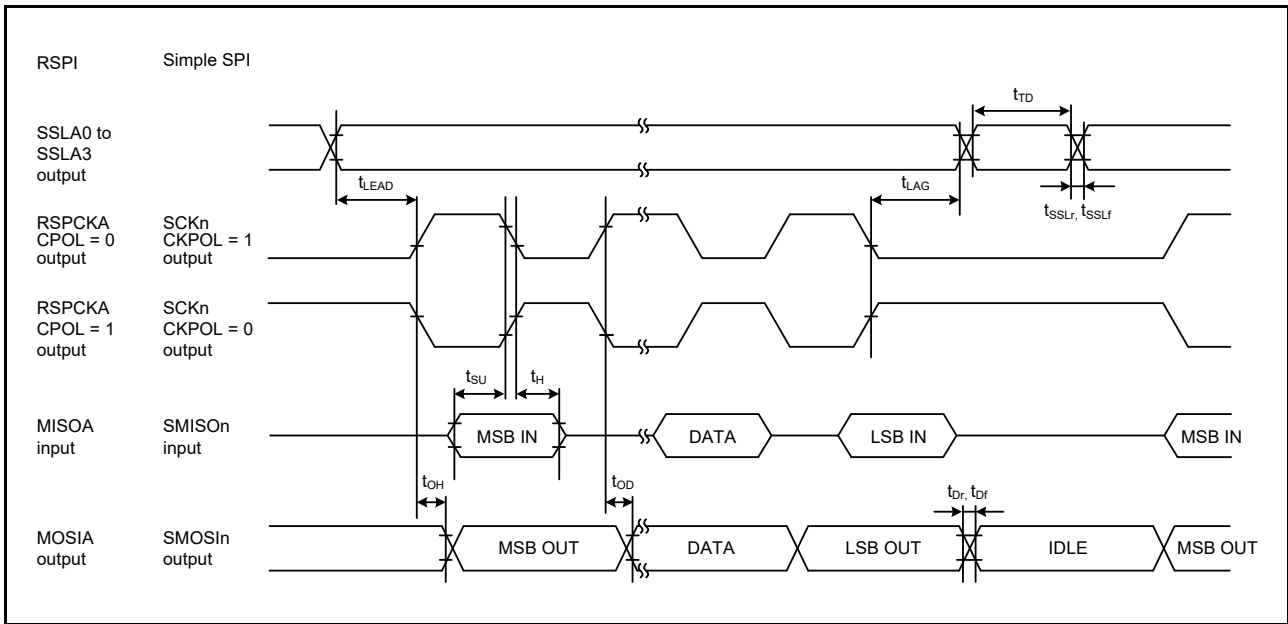 RSPI Simple SPI
tTD
SSLA0 to
SSLA3
output
tLEAD
tLAG
tSSLr, tSSLf
RSPCKA SCKn
CPOL = 0 CKPOL = 1
output output
RSPCKA SCKn
CPOL = 1 CKPOL = 0
output output
tSU tH
MISOA SMISOn
input input
MSB IN DATA LSB IN MSB IN
tOH tOD tDr, tDf
MOSIA SMOSIn
output output
MSB OUT DATA LSB OUT IDLE MSB OUT